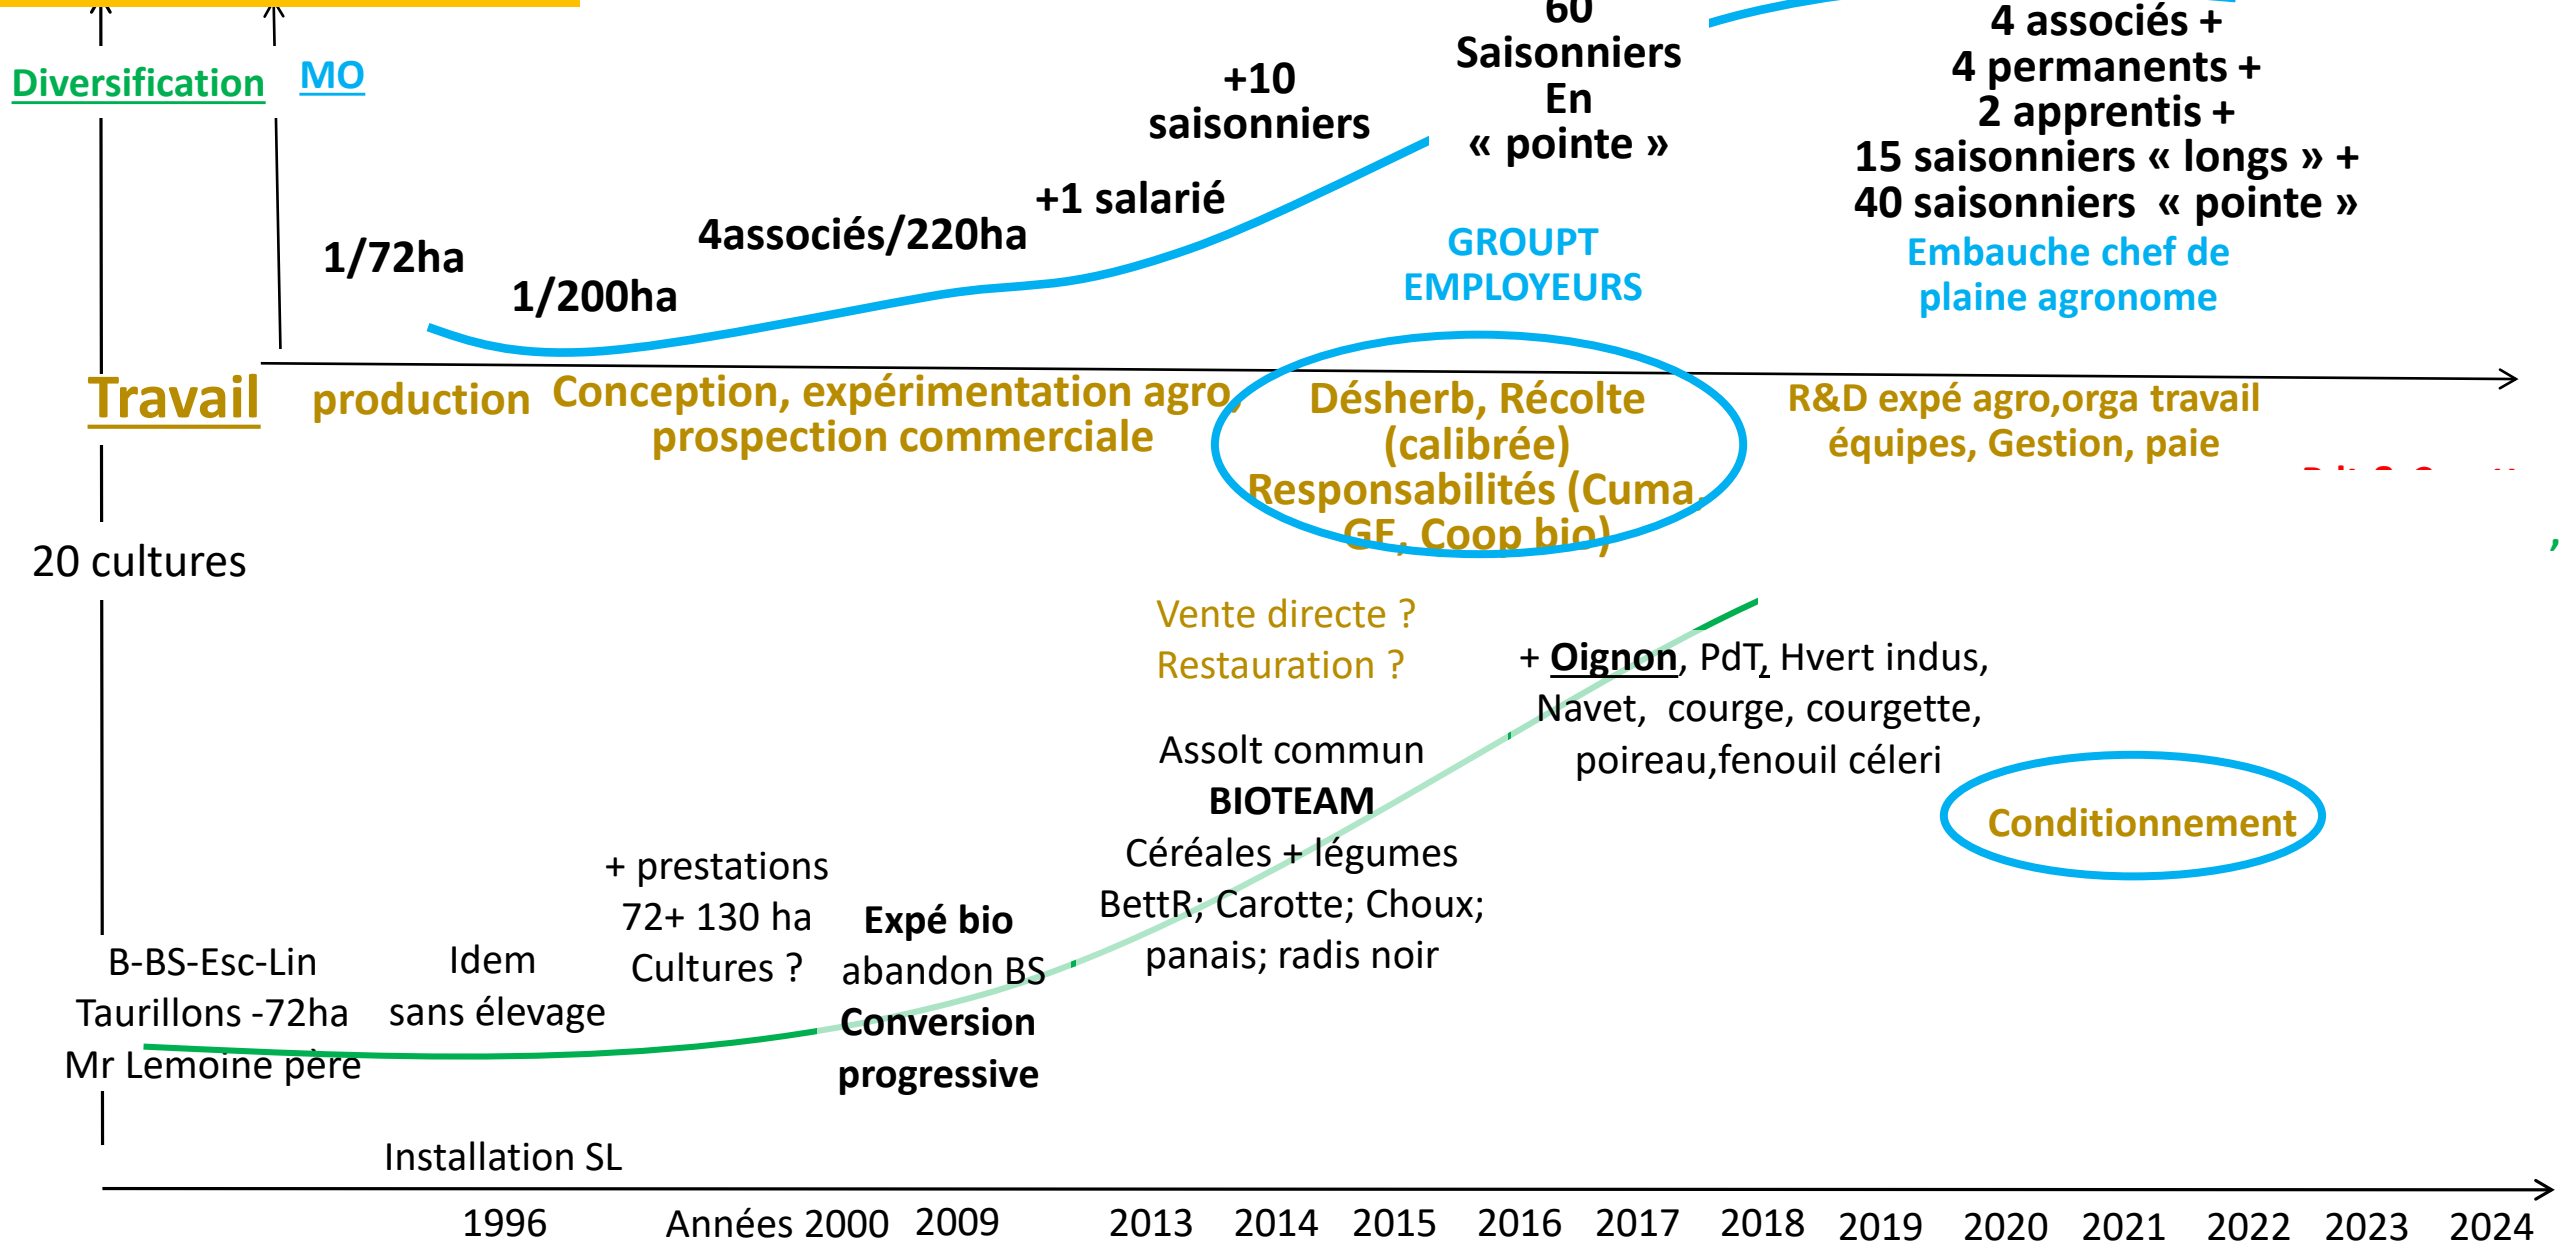 Diversification
MO
1/72ha
1/200ha
4associés/220ha
+1 salarié
+10
saisonniers
60
Saisonniers
En
« pointe »
GROUPT
EMPLOYEURS
4 associés +
4 permanents +
2 apprentis +
15 saisonniers « longs » +
40 saisonniers « pointe »
Embauche chef de
plaine agronome
Travail
production
Conception, expérimentation agro,
prospection commerciale
Désherb, Récolte
(calibrée)
Responsabilités (Cuma,
GE, Coop bio)
R&D expé agro,orga travail
équipes, Gestion, paie
20 cultures
Vente directe ?
Restauration ?
+ Oignon, PdT, Hvert indus,
Navet, courge, courgette,
poireau,fenouil céleri
Assolt commun
BIOTEAM
Céréales + légumes
BettR; Carotte; Choux;
panais; radis noir
Conditionnement
+ prestations
72+ 130 ha
Cultures ?
Expé bio
abandon BS
Conversion
progressive
B-BS-Esc-Lin
Taurillons -72ha
Mr Lemoine père
Idem
sans élevage
Installation SL
1996
Années 2000
2009
2013
2014
2015
2016
2017
2018
2019
2020
2021
2022
2023
2024